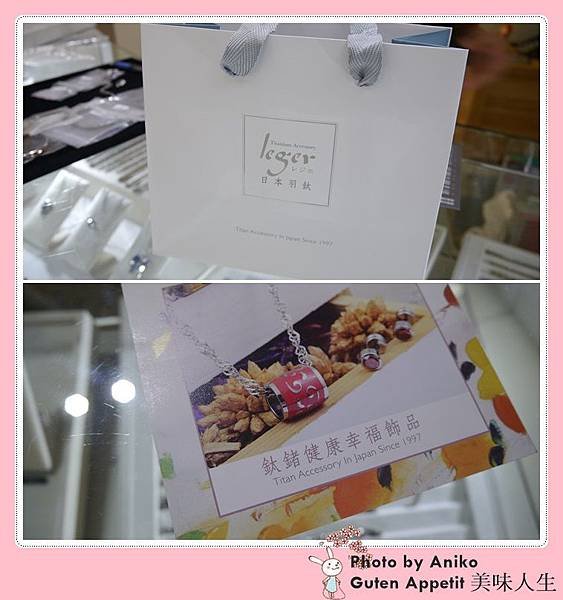 Titanium Accessory
leger
レジエ
日本羽鈦
Titan Accessory In Japan Since 1997
鈦鍺健康幸福飾品
Titan Accessory In Japan Since 1997
Photo by Aniko
Guten Appetit 美味人生